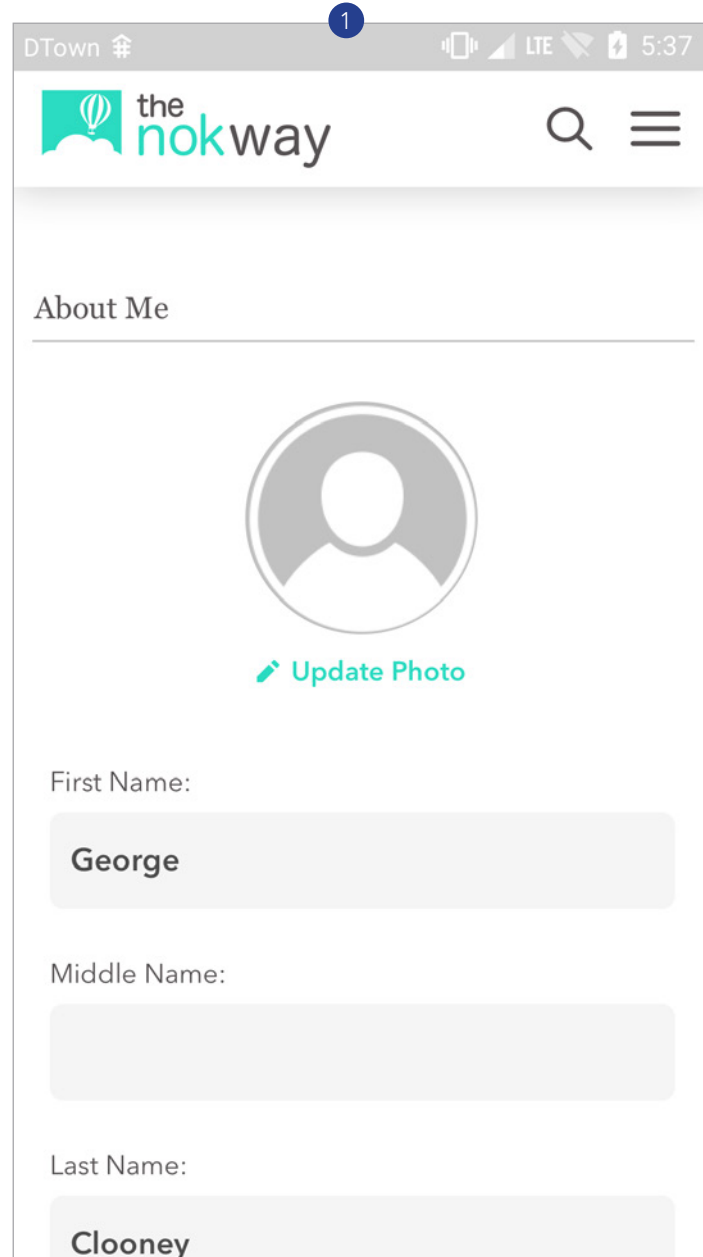 1
DTown LTE 5:37
the
nokway
About Me
Update Photo
First Name:
George
Middle Name:
Last Name:
Clooney